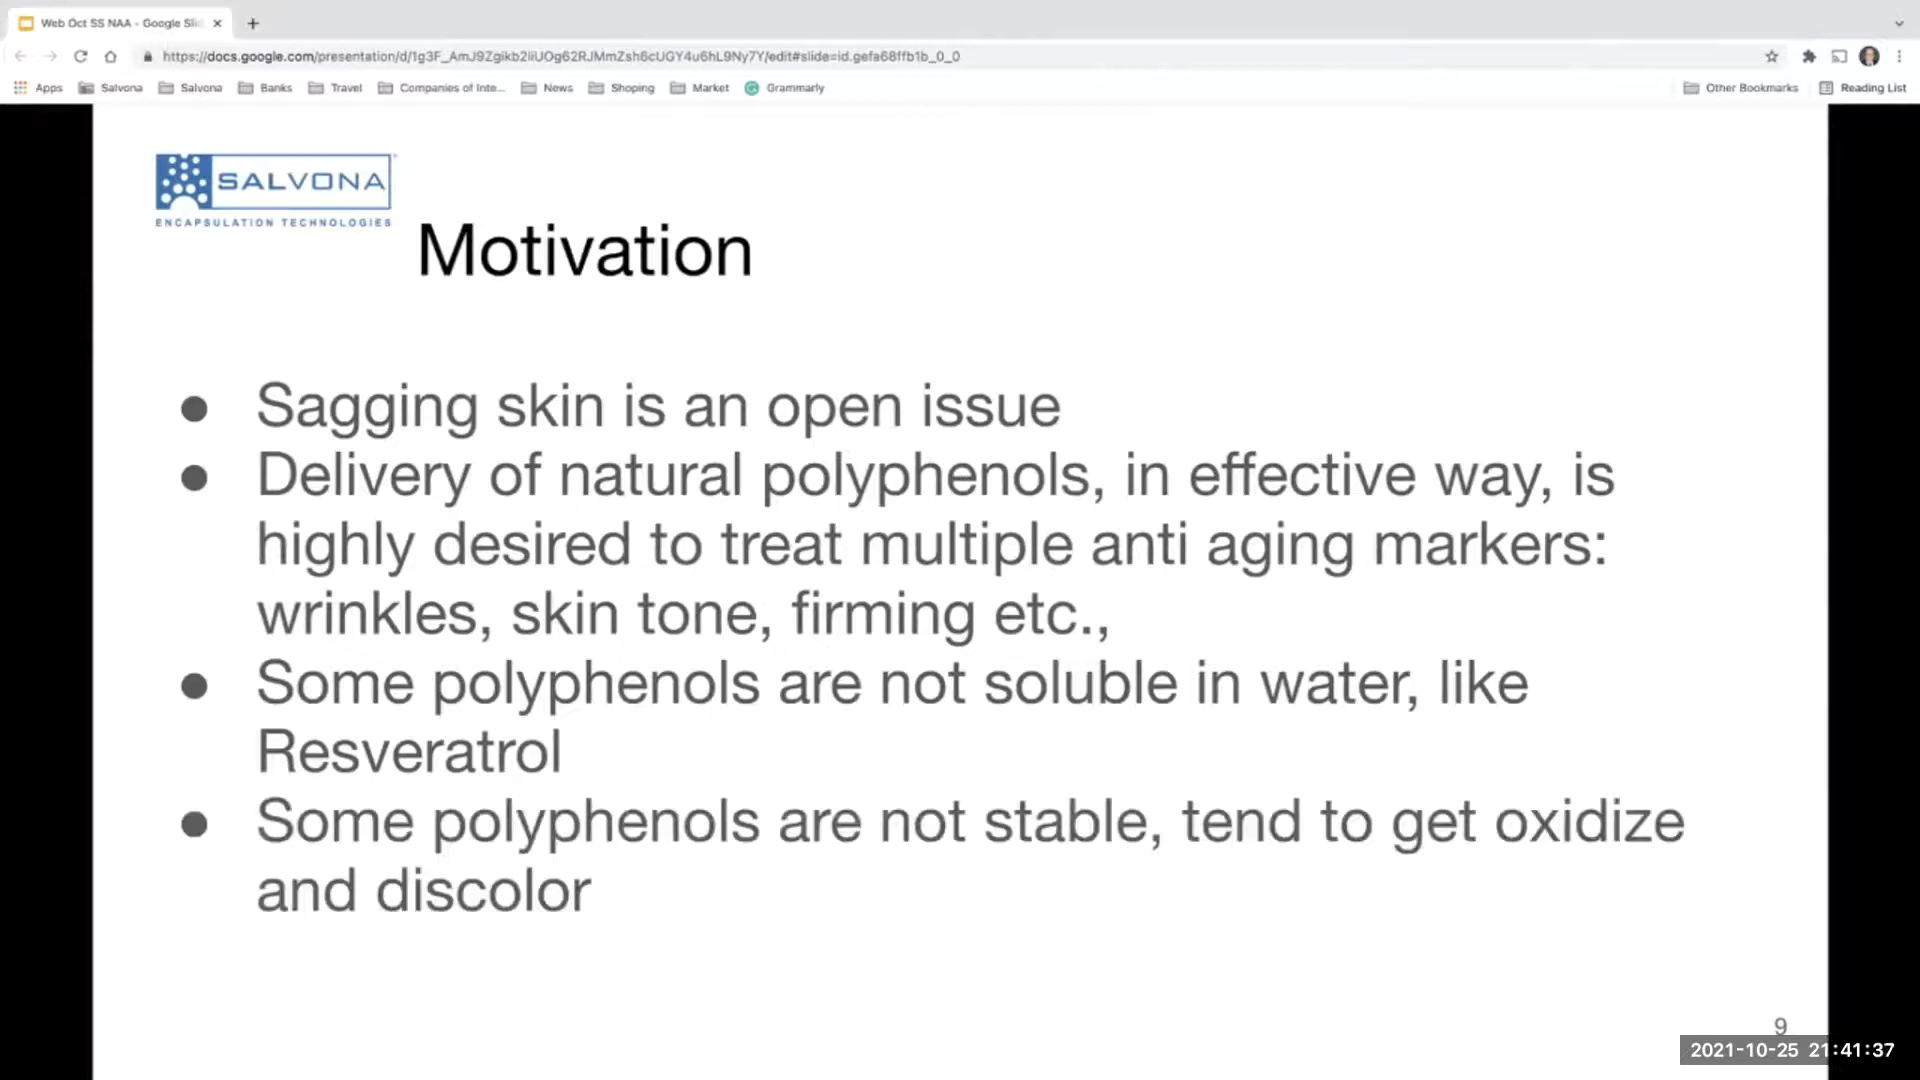 Web Oct SS NAA - Google Slid
https://docs.google.com/presentation/d/1g3F_AmJ9Zgikb2liUOg62RJMmZsh6cUGY4u6hL9Ny7Y/edit#slide=id.gefa68ffb1b_0_0
Apps Salvona Salvona Banks Travel Companies of Inte... News Shoping Market Grammarly Other Bookmarks Reading List
SALVONA
ENCAPSULATION TECHNOLOGIES
Motivation
● Sagging skin is an open issue
● Delivery of natural polyphenols, in effective way, is
highly desired to treat multiple anti aging markers:
wrinkles, skin tone, firming etc.,
● Some polyphenols are not soluble in water, like
Resveratrol
● Some polyphenols are not stable, tend to get oxidize
and discolor
9
2021-10-25 21:41:37